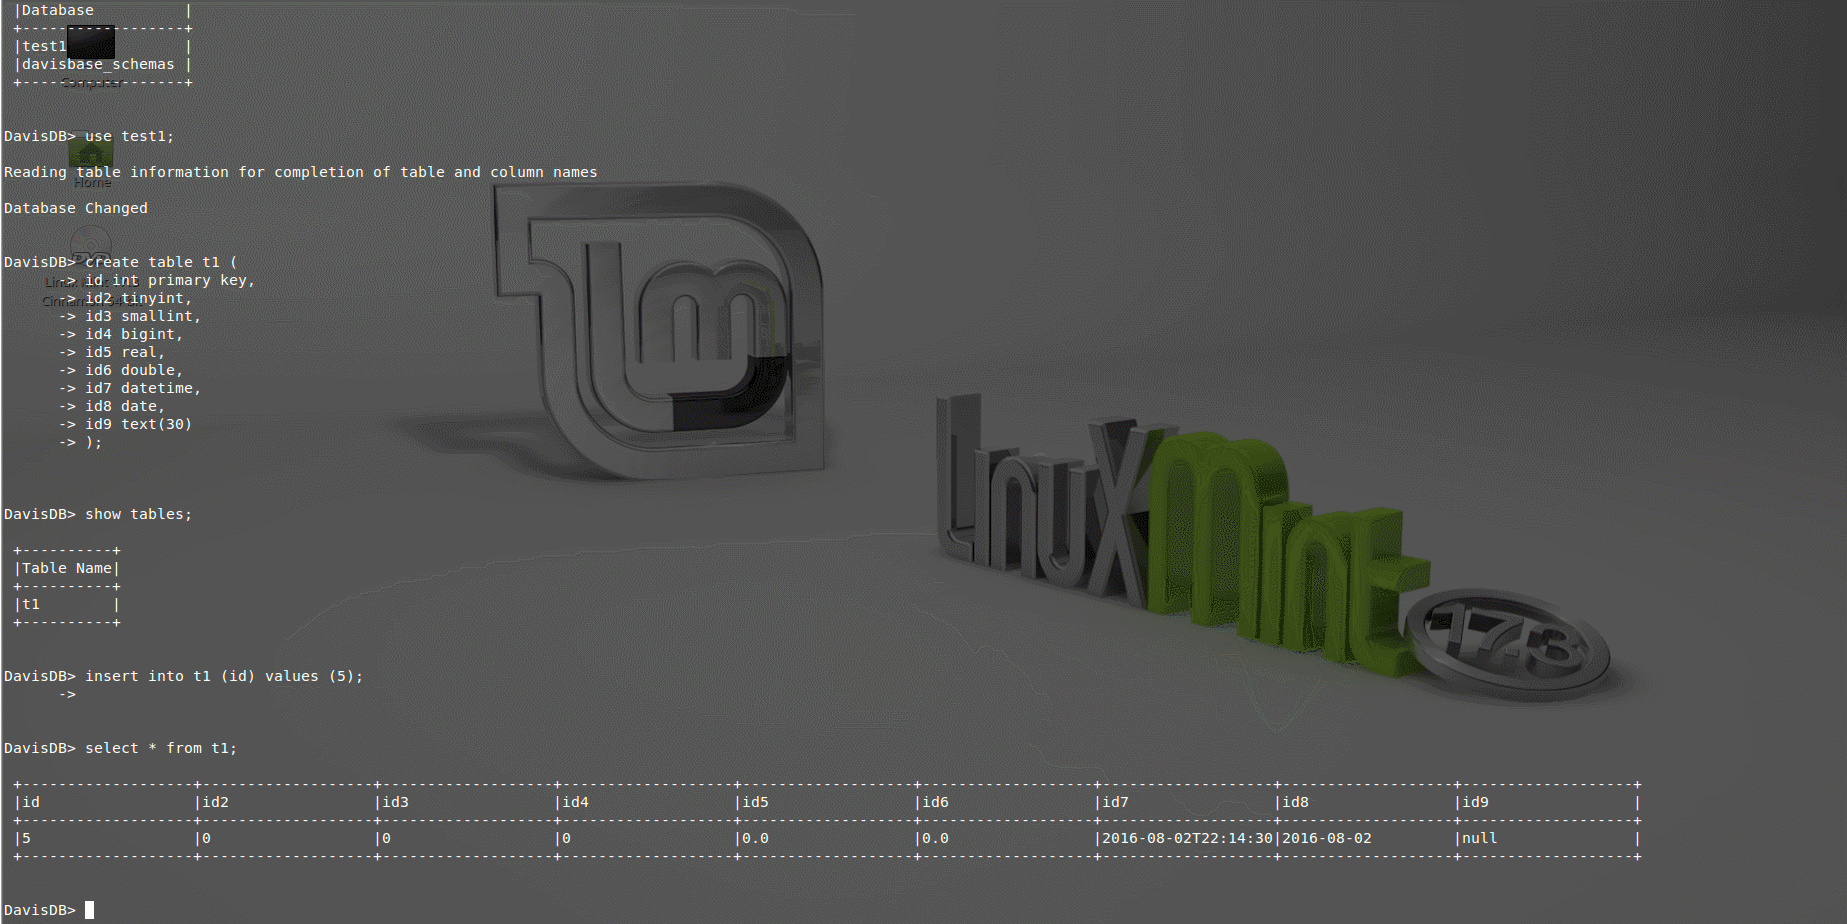 |Database          |
+------------------+
|test1             |
|davisbase_schemas |
+------------------+
Computer
DavisDB> use test1;
Reading table information for completion of table and column names
Home
Database Changed
DavisDB> create table t1 (
      -> id int primary key,
      -> id2 tinyint,
      -> id3 smallint,
      -> id4 bigint,
      -> id5 real,
      -> id6 double,
      -> id7 datetime,
      -> id8 date,
      -> id9 text(30)
      -> );
DavisDB> show tables;
+----------+
|Table Name|
+----------+
|t1        |
+----------+
DavisDB> insert into t1 (id) values (5);
      ->
DavisDB> select * from t1;
+-------------------+-------------------+-------------------+-------------------+-------------------+-------------------+-------------------+-------------------+-------------------+
|id                 |id2                |id3                |id4                |id5                |id6                |id7                |id8                |id9                |
+-------------------+-------------------+-------------------+-------------------+-------------------+-------------------+-------------------+-------------------+-------------------+
|5                  |0                  |0                  |0                  |0.0                |0.0                |2016-08-02T22:14:30|2016-08-02         |null               |
+-------------------+-------------------+-------------------+-------------------+-------------------+-------------------+-------------------+-------------------+-------------------+
DavisDB>
LinuxMint
17.3